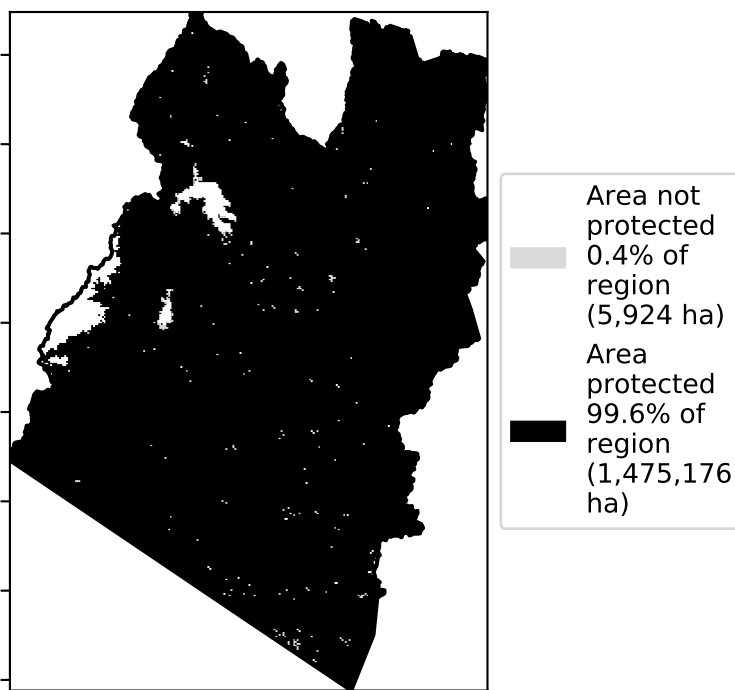 Area not
protected
0.4% of
region
(5,924 ha)
Area
protected
99.6% of
region
(1,475,176
ha)